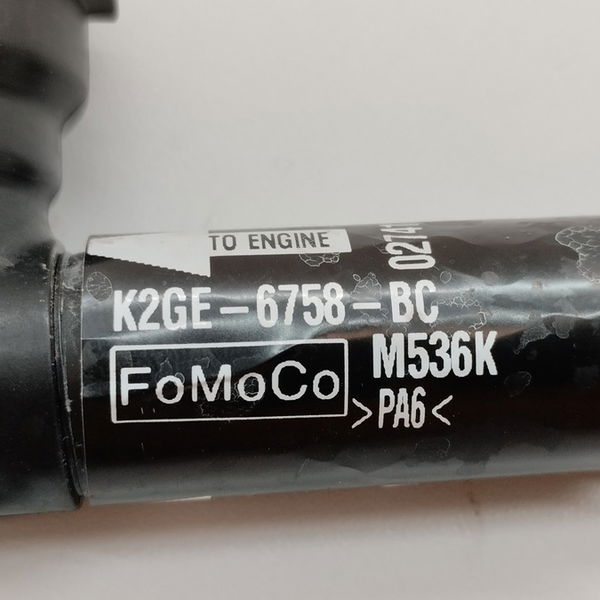 TO ENGINE
K2GE-6758-BC
FoMoCo
M536K
>PA6<